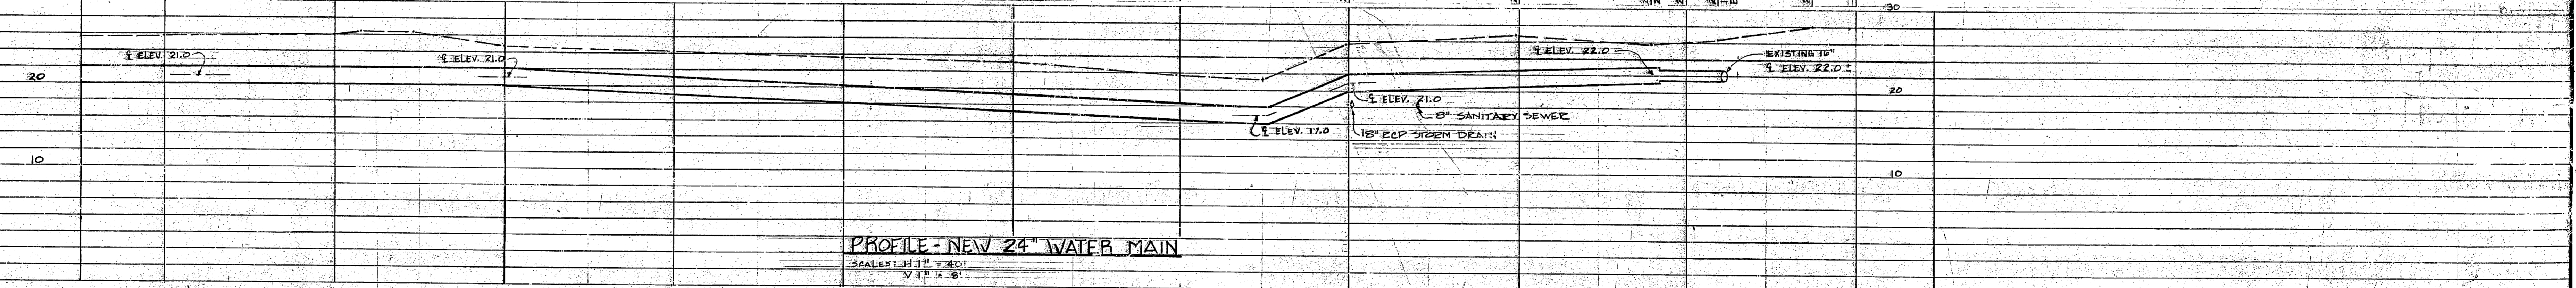 30
℄ ELEV. 21.0
℄ ELEV. 21.0
℄ ELEV. 22.0
EXISTING 16"
℄ ELEV. 22.0 ±
20
20
℄ ELEV. 21.0
8" SANITARY SEWER
℄ ELEV. 17.0
18" RCP STORM DRAIN
10
10
PROFILE - NEW 24" WATER MAIN
SCALES: H 1" = 40'
V 1" = 8'